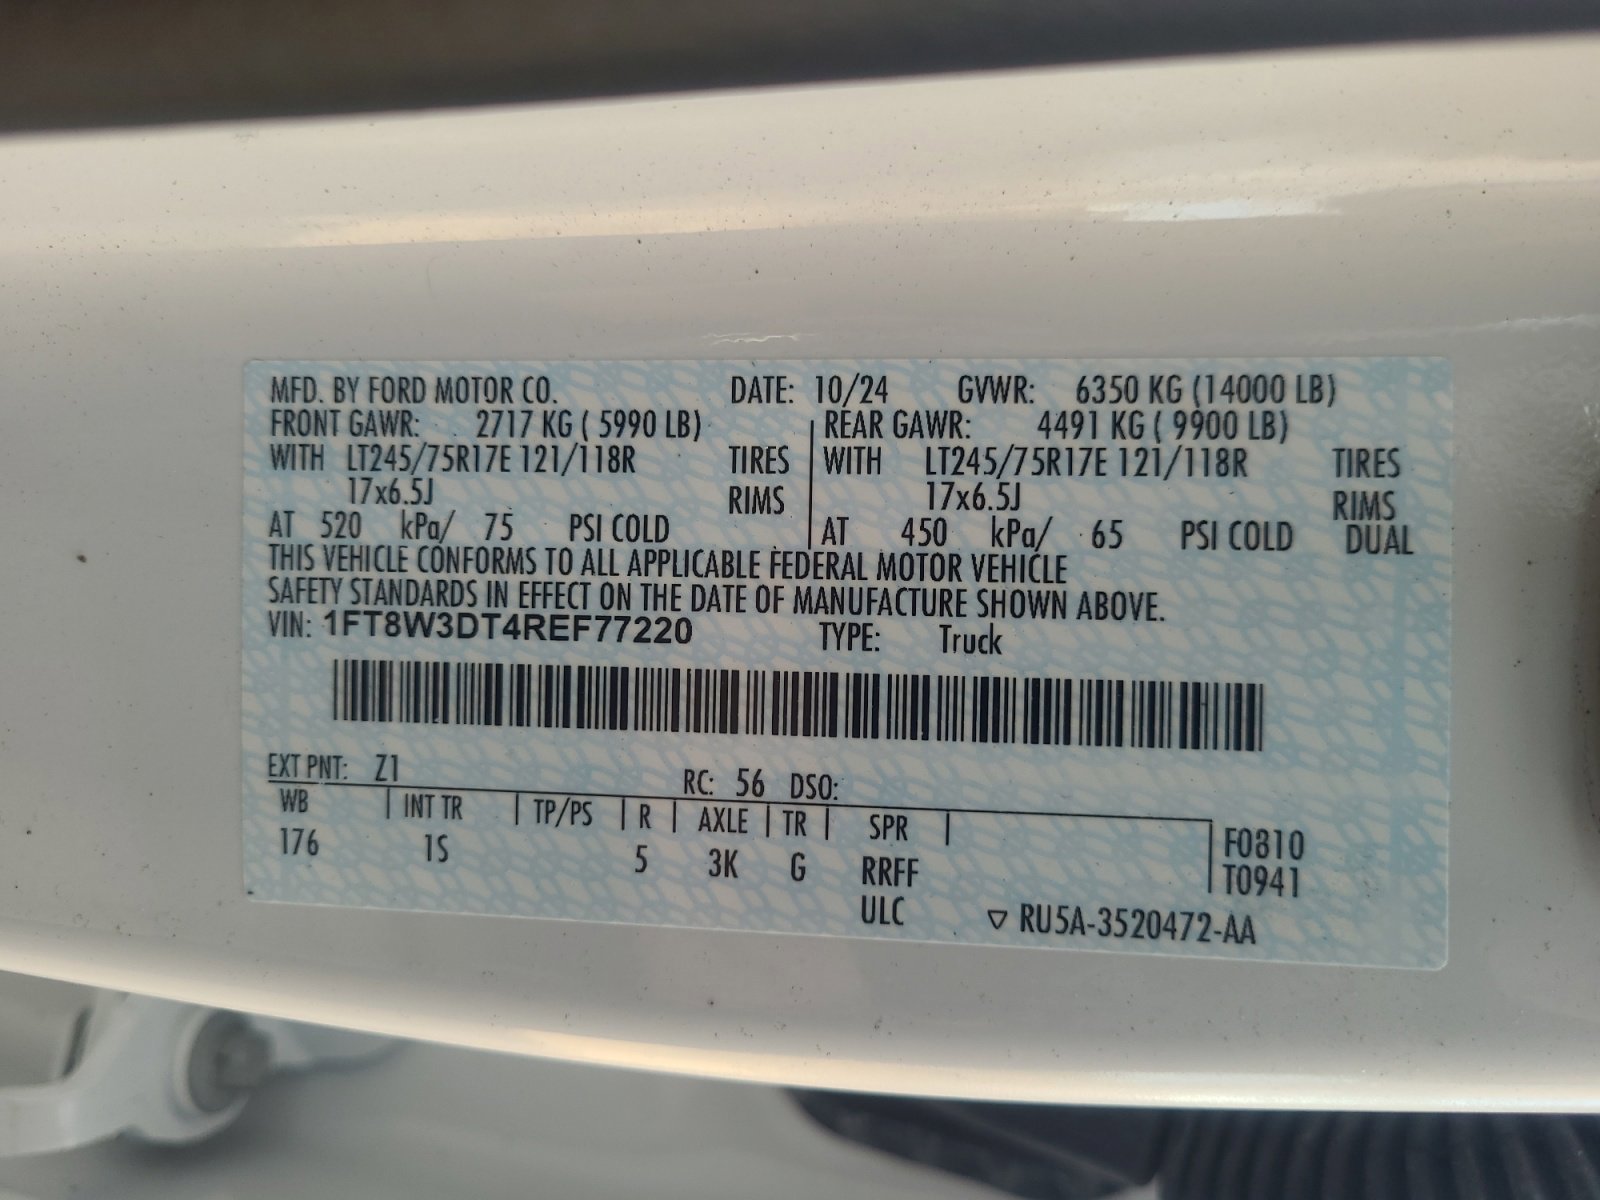 MFD. BY FORD MOTOR CO. DATE: 10/24 GVWR: 6350 KG (14000 LB)
FRONT GAWR: 2717 KG ( 5990 LB) REAR GAWR: 4491 KG ( 9900 LB)
WITH LT245/75R17E 121/118R TIRES WITH LT245/75R17E 121/118R TIRES
17x6.5J RIMS 17x6.5J RIMS
AT 520 kPa/ 75 PSI COLD AT 450 kPa/ 65 PSI COLD DUAL
THIS VEHICLE CONFORMS TO ALL APPLICABLE FEDERAL MOTOR VEHICLE
SAFETY STANDARDS IN EFFECT ON THE DATE OF MANUFACTURE SHOWN ABOVE.
VIN: 1FT8W3DT4REF77220 TYPE: Truck
EXT PNT: Z1 RC: 56 DSO:
WB | INT TR | TP/PS | R | AXLE | TR | SPR |
176 1S 5 3K G RRFF
ULC
F0810
T0941
▽ RU5A-3520472-AA